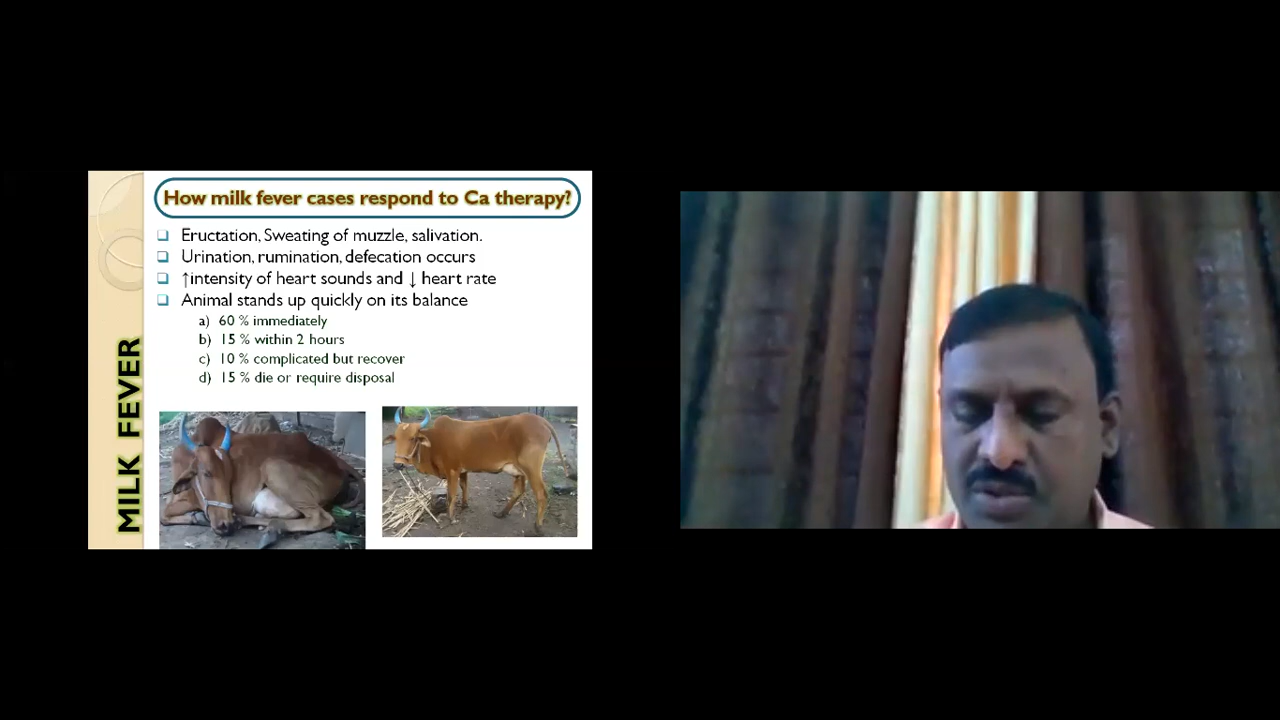 How milk fever cases respond to Ca therapy?
❑ Eructation, Sweating of muzzle, salivation.
❑ Urination, rumination, defecation occurs
❑ ↑intensity of heart sounds and ↓ heart rate
❑ Animal stands up quickly on its balance
a) 60 % immediately
b) 15 % within 2 hours
c) 10 % complicated but recover
d) 15 % die or require disposal
MILK FEVER